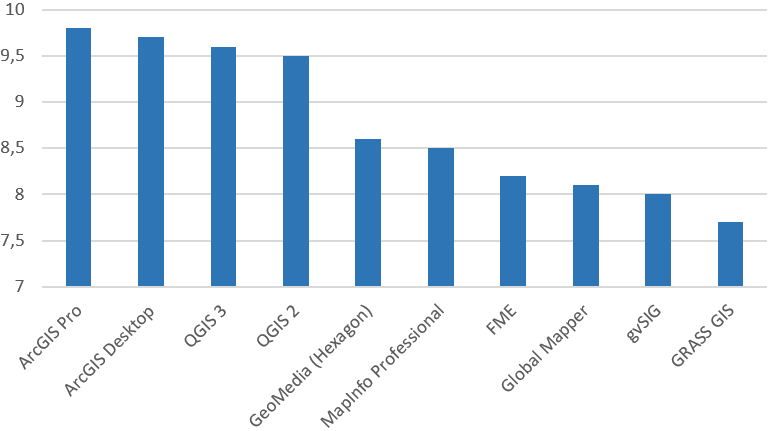 10
9,5
9
8,5
8
7,5
7
ArcGIS Pro
ArcGIS Desktop
QGIS 3
QGIS 2
GeoMedia (Hexagon)
MapInfo Professional
FME
Global Mapper
gvSIG
GRASS GIS